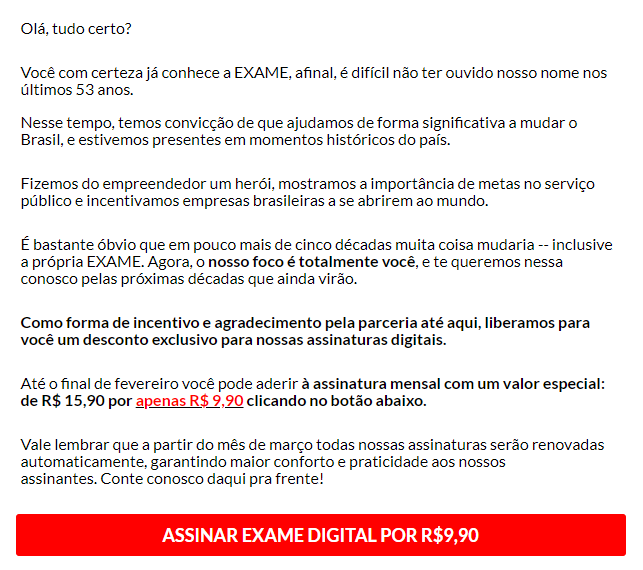 Olá, tudo certo?
Você com certeza já conhece a EXAME, afinal, é difícil não ter ouvido nosso nome nos
últimos 53 anos.
Nesse tempo, temos convicção de que ajudamos de forma significativa a mudar o
Brasil, e estivemos presentes em momentos históricos do país.
Fizemos do empreendedor um herói, mostramos a importância de metas no serviço
público e incentivamos empresas brasileiras a se abrirem ao mundo.
É bastante óbvio que em pouco mais de cinco décadas muita coisa mudaria -- inclusive
a própria EXAME. Agora, o nosso foco é totalmente você, e te queremos nessa
conosco pelas próximas décadas que ainda virão.
Como forma de incentivo e agradecimento pela parceria até aqui, liberamos para
você um desconto exclusivo para nossas assinaturas digitais.
Até o final de fevereiro você pode aderir à assinatura mensal com um valor especial:
de R$ 15,90 por apenas R$ 9,90 clicando no botão abaixo.
Vale lembrar que a partir do mês de março todas nossas assinaturas serão renovadas
automaticamente, garantindo maior conforto e praticidade aos nossos
assinantes. Conte conosco daqui pra frente!
ASSINAR EXAME DIGITAL POR R$9,90